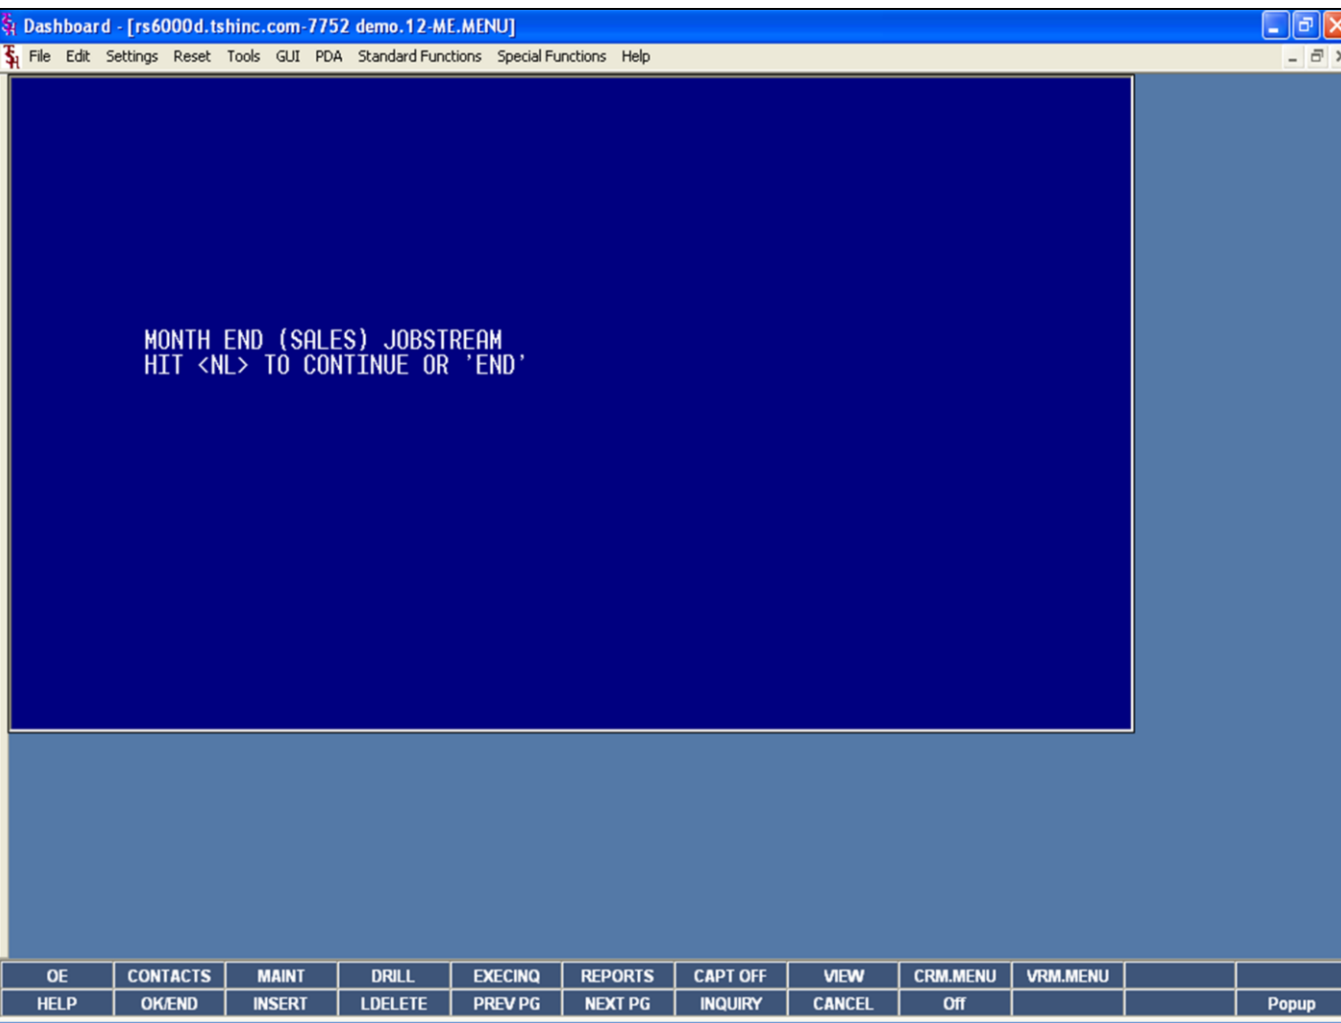 Dashboard - [rs6000d.tshinc.com-7752 demo.12-ME.MENU]
File Edit Settings Reset Tools GUI PDA Standard Functions Special Functions Help
MONTH END (SALES) JOBSTREAM
HIT <NL> TO CONTINUE OR 'END'
OE CONTACTS MAINT DRILL EXECINQ REPORTS CAPT OFF VIEW CRM.MENU VRM.MENU
HELP OK/END INSERT LDELETE PREV PG NEXT PG INQUIRY CANCEL Off Popup